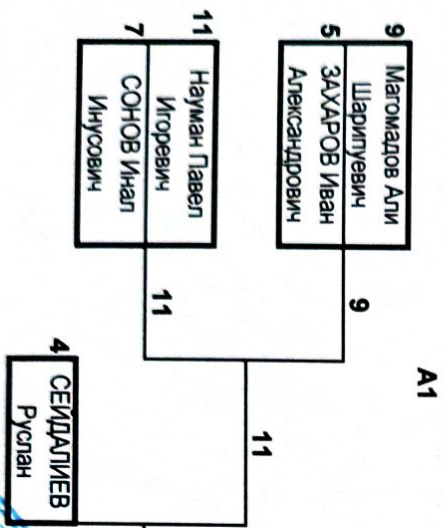 A1
9
Магомадов Али
Шарипуевич
5
ЗАХАРОВ Иван
Александрович
9
11
Науман Павел
Игоревич
7
СОНОВ Инал
Инусович
11
11
4
СЕЙДАЛИЕВ
Руслан